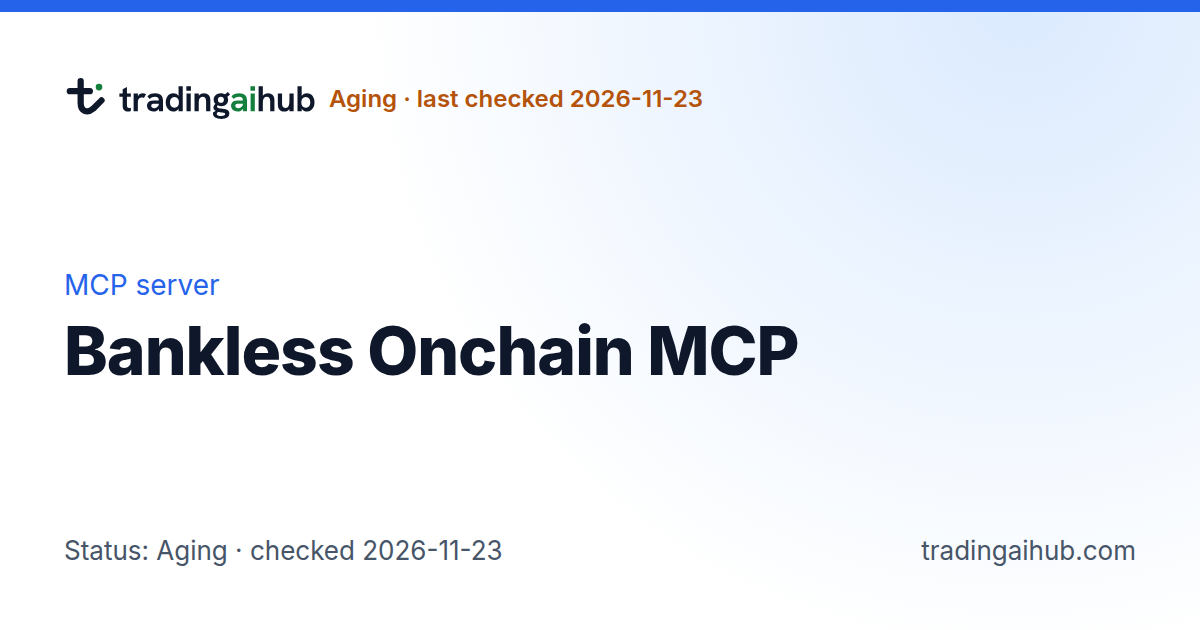 tradingaihub Aging · last checked 2026-11-23
MCP server
Bankless Onchain MCP
Status: Aging · checked 2026-11-23
tradingaihub.com